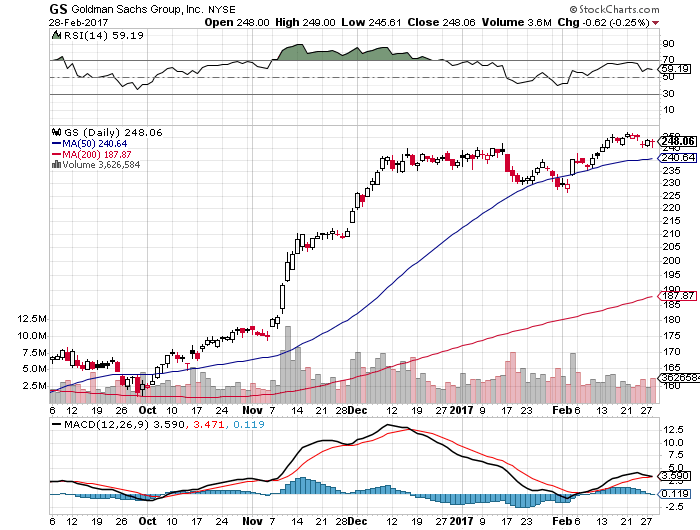 GS Goldman Sachs Group, Inc. NYSE © StockCharts.com
28-Feb-2017 Open 248.00 High 249.00 Low 245.61 Close 248.06 Volume 3.6M Chg -0.62 (-0.25%)
RSI(14) 59.19
90
70
59.19
50
30
10
GS (Daily) 248.06
MA(50) 240.64
MA(200) 187.87
Volume 3,626,584
248.06
245
240.64
235
230
225
220
215
210
205
200
195
190
187.87
180
175
170
165
160
3626584
12.5M
10.0M
7.5M
5.0M
2.5M
6 12 19 26 Oct 10 17 24 Nov 7 14 21 28 Dec 12 19 27 2017 9 17 23 Feb 6 13 21 27
MACD(12,26,9) 3.590, 3.471, 0.119
12.5
10.0
7.5
5.0
3.590
0.119
-2.5
6 12 19 26 Oct 10 17 24 Nov 7 14 21 28 Dec 12 19 27 2017 9 17 23 Feb 6 13 21 27